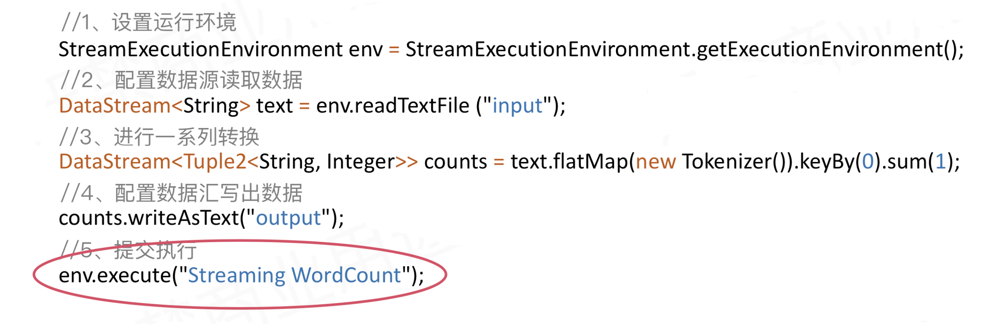 //1、设置运行环境
StreamExecutionEnvironment env = StreamExecutionEnvironment.getExecutionEnvironment();
//2、配置数据源读取数据
DataStream<String> text = env.readTextFile ("input");
//3、进行一系列转换
DataStream<Tuple2<String, Integer>> counts = text.flatMap(new Tokenizer()).keyBy(0).sum(1);
//4、配置数据汇写出数据
counts.writeAsText("output");
//5、提交执行
env.execute("Streaming WordCount");